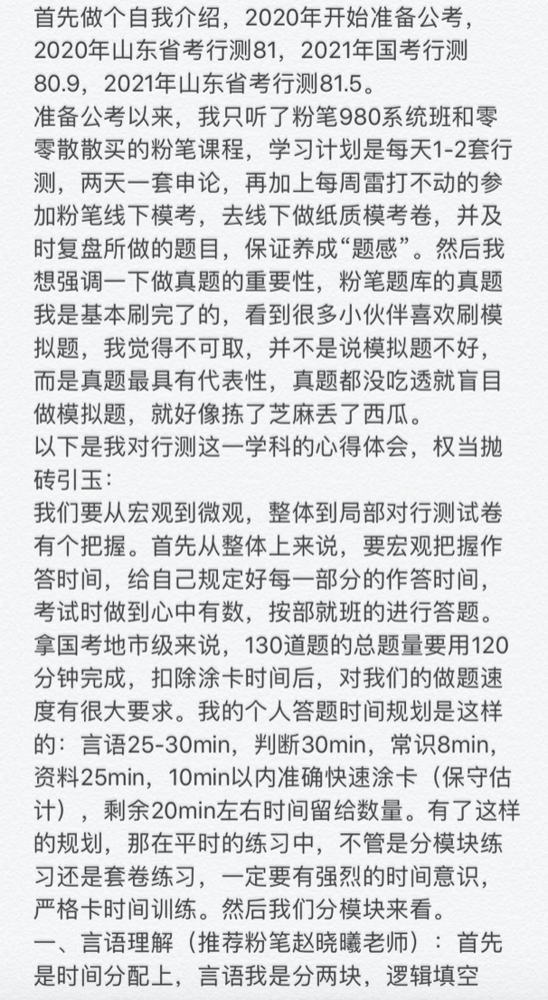 首先做个自我介绍，2020年开始准备公考，
2020年山东省考行测81，2021年国考行测
80.9，2021年山东省考行测81.5。
准备公考以来，我只听了粉笔980系统班和零
零散散买的粉笔课程，学习计划是每天1-2套行
测，两天一套申论，再加上每周雷打不动的参
加粉笔线下模考，去线下做纸质模考卷，并及
时复盘所做的题目，保证养成“题感”。然后我
想强调一下做真题的重要性，粉笔题库的真题
我是基本刷完了的，看到很多小伙伴喜欢刷模
拟题，我觉得不可取，并不是说模拟题不好，
而是真题最具有代表性，真题都没吃透就盲目
做模拟题，就好像拣了芝麻丢了西瓜。
以下是我对行测这一学科的心得体会，权当抛
砖引玉：
我们要从宏观到微观，整体到局部对行测试卷
有个把握。首先从整体上来说，要宏观把握作
答时间，给自己规定好每一部分的作答时间，
考试时做到心中有数，按部就班的进行答题。
拿国考地市级来说，130道题的总题量要用120
分钟完成，扣除涂卡时间后，对我们的做题速
度有很大要求。我的个人答题时间规划是这样
的：言语25-30min，判断30min，常识8min，
资料25min，10min以内准确快速涂卡（保守估
计），剩余20min左右时间留给数量。有了这样
的规划，那在平时的练习中，不管是分模块练
习还是套卷练习，一定要有强烈的时间意识，
严格卡时间训练。然后我们分模块来看。
一、言语理解（推荐粉笔赵晓曦老师）：首先
是时间分配上，言语我是分两块，逻辑填空